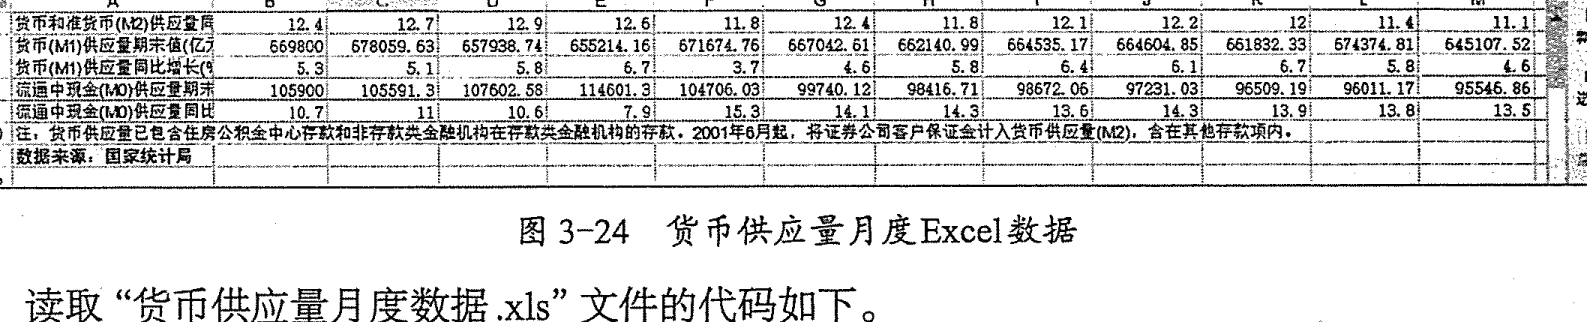 A B C D E F G H I J K L M
货币和准货币(M2)供应量同 12.4 12.7 12.9 12.6 11.8 12.4 11.8 12.1 12.2 12 11.4 11.1
货币(M1)供应量期末值(亿元 669800 678059.63 657938.74 655214.16 671674.76 667042.61 662140.99 664535.17 664604.85 661832.33 674374.81 645107.52
货币(M1)供应量同比增长(% 5.3 5.1 5.8 6.7 3.7 4.6 5.8 6.4 6.1 6.7 5.8 4.6
流通中现金(M0)供应量期末 105900 105591.3 107602.58 114601.3 104706.03 99740.12 98416.71 98672.06 97231.03 96509.19 96011.17 95546.86
流通中现金(M0)供应量同比 10.7 11 10.6 7.9 15.3 14.1 14.3 13.6 14.3 13.9 13.8 13.5
注：货币供应量已包含住房公积金中心存款和非存款类金融机构在存款类金融机构的存款。2001年6月起，将证券公司客户保证金计入货币供应量(M2)，含在其他存款项内。
数据来源：国家统计局
图 3-24 货币供应量月度Excel数据
读取“货币供应量月度数据.xls”文件的代码如下。